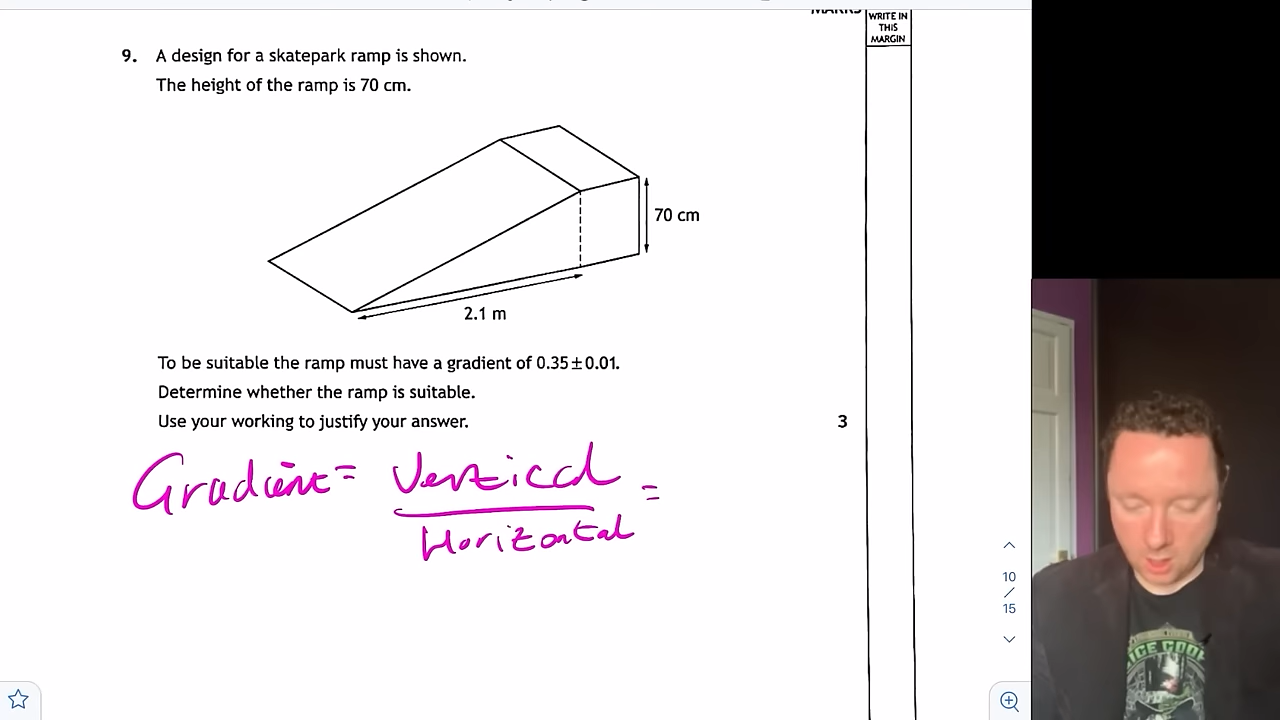 WRITE IN
THIS
MARGIN
9. A design for a skatepark ramp is shown.
The height of the ramp is 70 cm.
70 cm
2.1 m
To be suitable the ramp must have a gradient of 0.35±0.01.
Determine whether the ramp is suitable.
Use your working to justify your answer.
3
Gradient = Vertical =
Horizontal
10
/
15